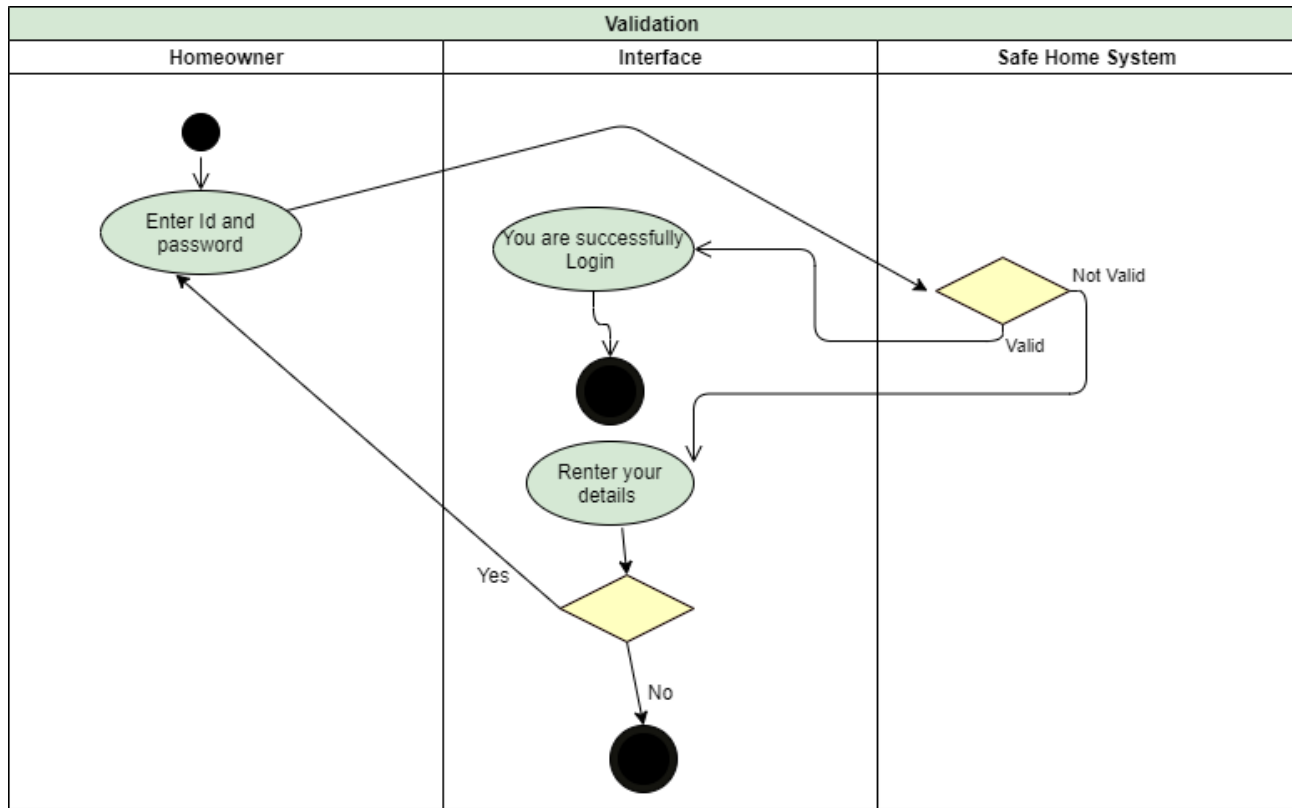 Validation
Homeowner
Interface
Safe Home System
Enter Id and
password
You are successfully
Login
Not Valid
Valid
Renter your
details
Yes
No